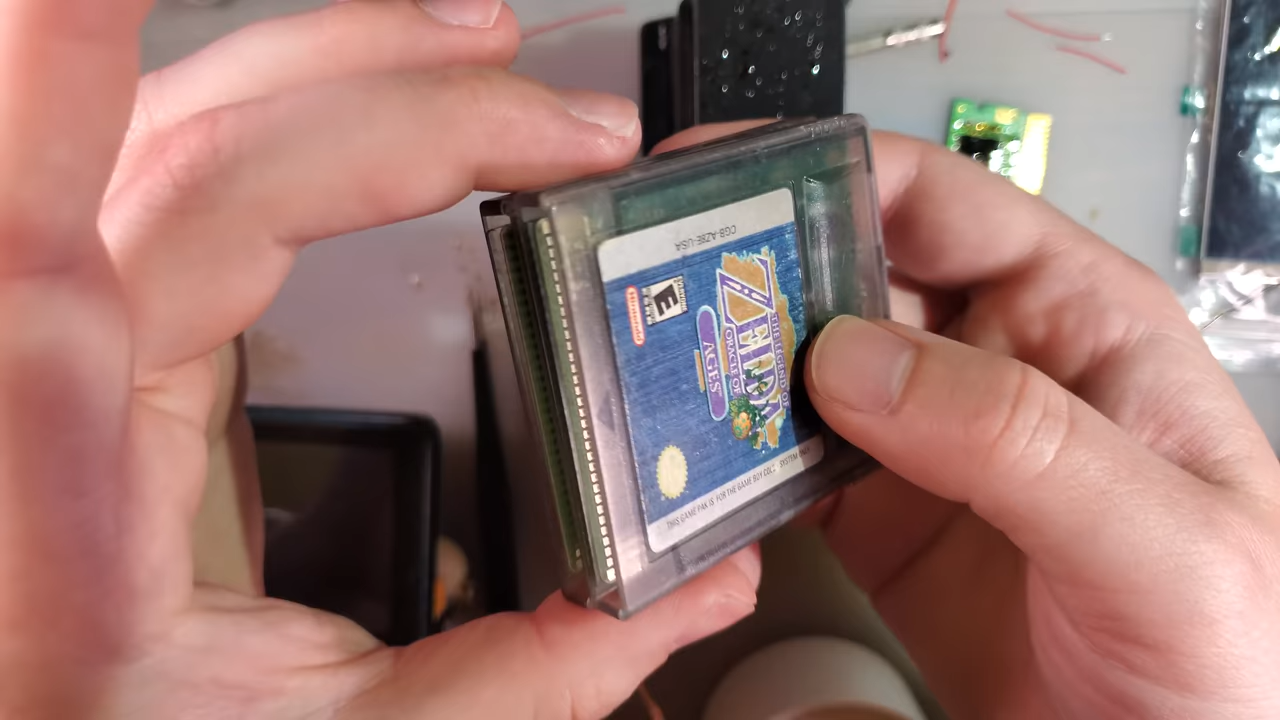 CGB-AZ8E-USA
THE LEGEND OF
ZELDA
ORACLE OF
AGES
EVERYONE
E
Nintendo
THIS GAME PAK IS FOR THE GAME BOY COLOR SYSTEM ONLY